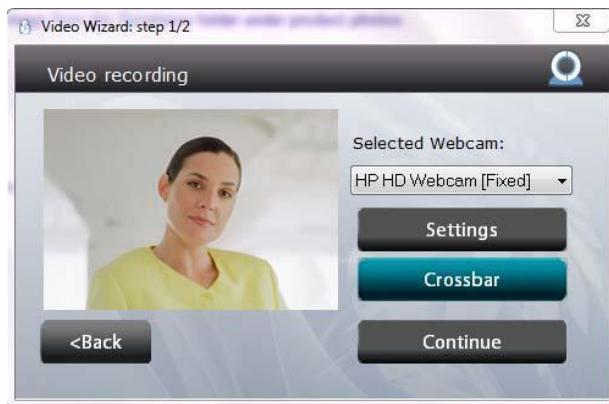 Video Wizard: step 1/2
Video recording
Selected Webcam:
HP HD Webcam [Fixed]
Settings
Crossbar
<Back
Continue